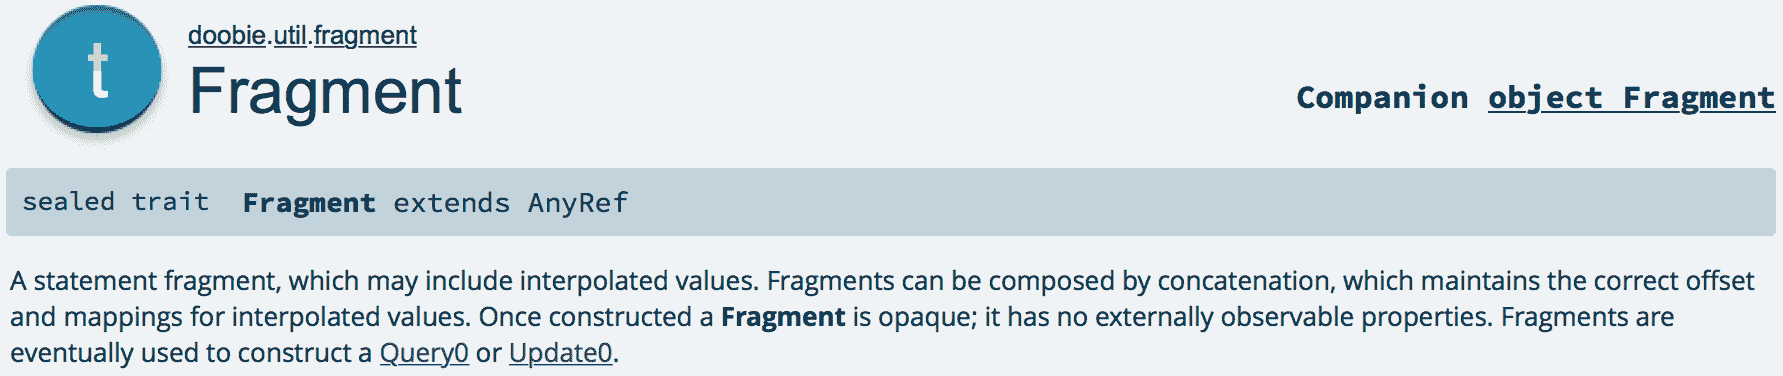 t
doobie.util.fragment
Fragment
Companion object Fragment
sealed trait Fragment extends AnyRef
A statement fragment, which may include interpolated values. Fragments can be composed by concatenation, which maintains the correct offset
and mappings for interpolated values. Once constructed a Fragment is opaque; it has no externally observable properties. Fragments are
eventually used to construct a Query0 or Update0.